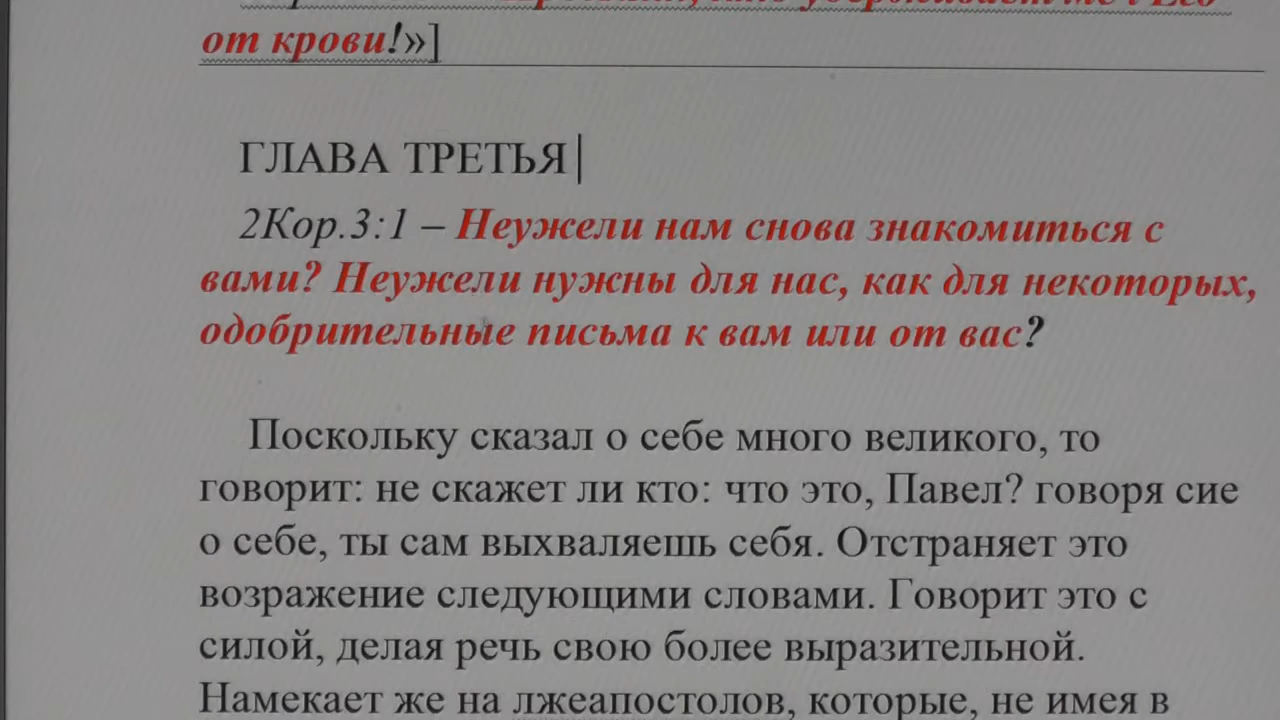 от крови!»]
ГЛАВА ТРЕТЬЯ
2Кор.3:1 – Неужели нам снова знакомиться с
вами? Неужели нужны для нас, как для некоторых,
одобрительные письма к вам или от вас?
Поскольку сказал о себе много великого, то
говорит: не скажет ли кто: что это, Павел? говоря сие
о себе, ты сам выхваляешь себя. Отстраняет это
возражение следующими словами. Говорит это с
силой, делая речь свою более выразительной.
Намекает же на лжеапостолов, которые, не имея в